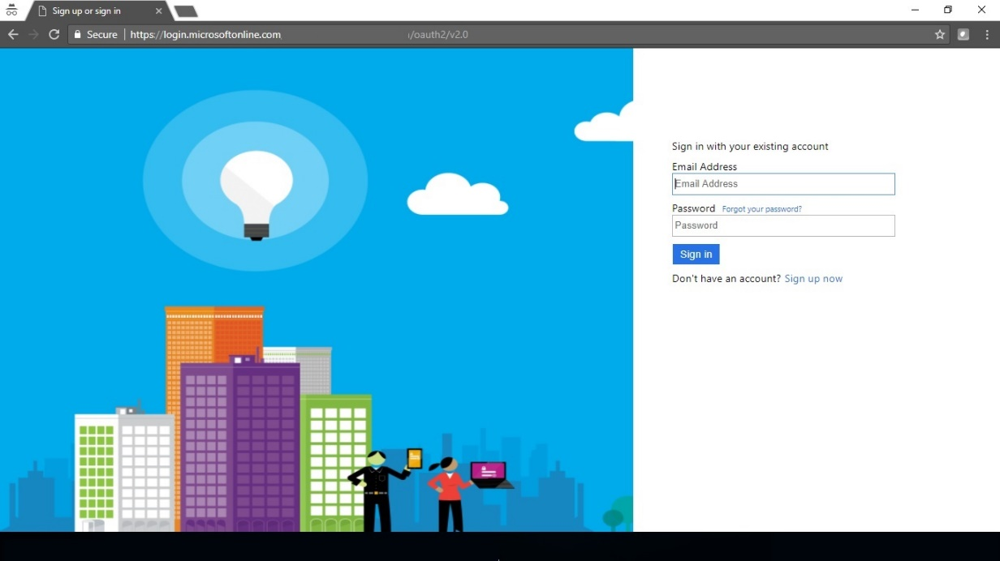 Sign up or sign in
Secure
https://login.microsoftonline.com
/oauth2/v2.0
Sign in with your existing account
Email Address
Email Address
Password Forgot your password?
Password
Sign in
Don't have an account? Sign up now